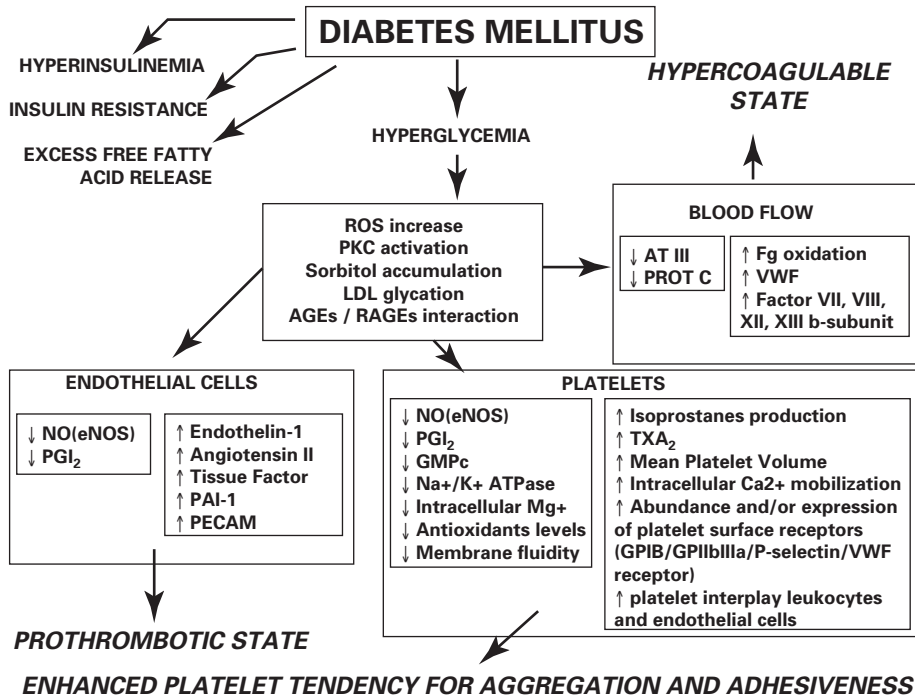 DIABETES MELLITUS
HYPERINSULINEMIA
INSULIN RESISTANCE
EXCESS FREE FATTY
ACID RELEASE
HYPERGLYCEMIA
HYPERCOAGULABLE
STATE
ROS increase
PKC activation
Sorbitol accumulation
LDL glycation
AGEs / RAGEs interaction
BLOOD FLOW
↓ AT III
↓ PROT C
↑ Fg oxidation
↑ VWF
↑ Factor VII, VIII,
XII, XIII b-subunit
ENDOTHELIAL CELLS
↓ NO(eNOS)
↓ PGI₂
↑ Endothelin-1
↑ Angiotensin II
↑ Tissue Factor
↑ PAI-1
↑ PECAM
PLATELETS
↓ NO(eNOS)
↓ PGI₂
↓ GMPc
↓ Na+/K+ ATPase
↓ Intracellular Mg+
↓ Antioxidants levels
↓ Membrane fluidity
↑ Isoprostanes production
↑ TXA₂
↑ Mean Platelet Volume
↑ Intracellular Ca2+ mobilization
↑ Abundance and/or expression
of platelet surface receptors
(GPIB/GPIIbIIIa/P-selectin/VWF
receptor)
↑ platelet interplay leukocytes
and endothelial cells
PROTHROMBOTIC STATE
ENHANCED PLATELET TENDENCY FOR AGGREGATION AND ADHESIVENESS